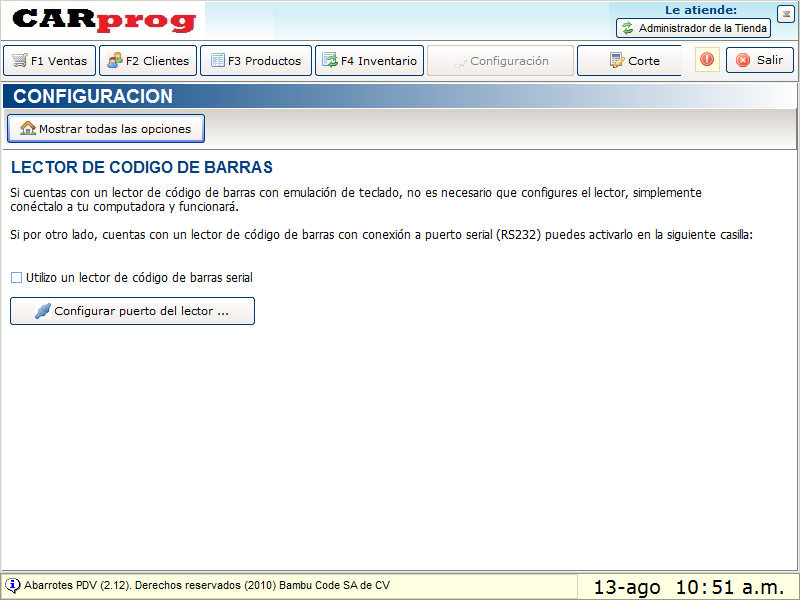 CARprog
Le atiende:
Administrador de la Tienda
F1 Ventas
F2 Clientes
F3 Productos
F4 Inventario
Configuración
Corte
Salir
CONFIGURACION
Mostrar todas las opciones
LECTOR DE CODIGO DE BARRAS
Si cuentas con un lector de código de barras con emulación de teclado, no es necesario que configures el lector, simplemente
conéctalo a tu computadora y funcionará.
Si por otro lado, cuentas con un lector de código de barras con conexión a puerto serial (RS232) puedes activarlo en la siguiente casilla:
Utilizo un lector de código de barras serial
Configurar puerto del lector ...
Abarrotes PDV (2.12). Derechos reservados (2010) Bambu Code SA de CV
13-ago 10:51 a.m.